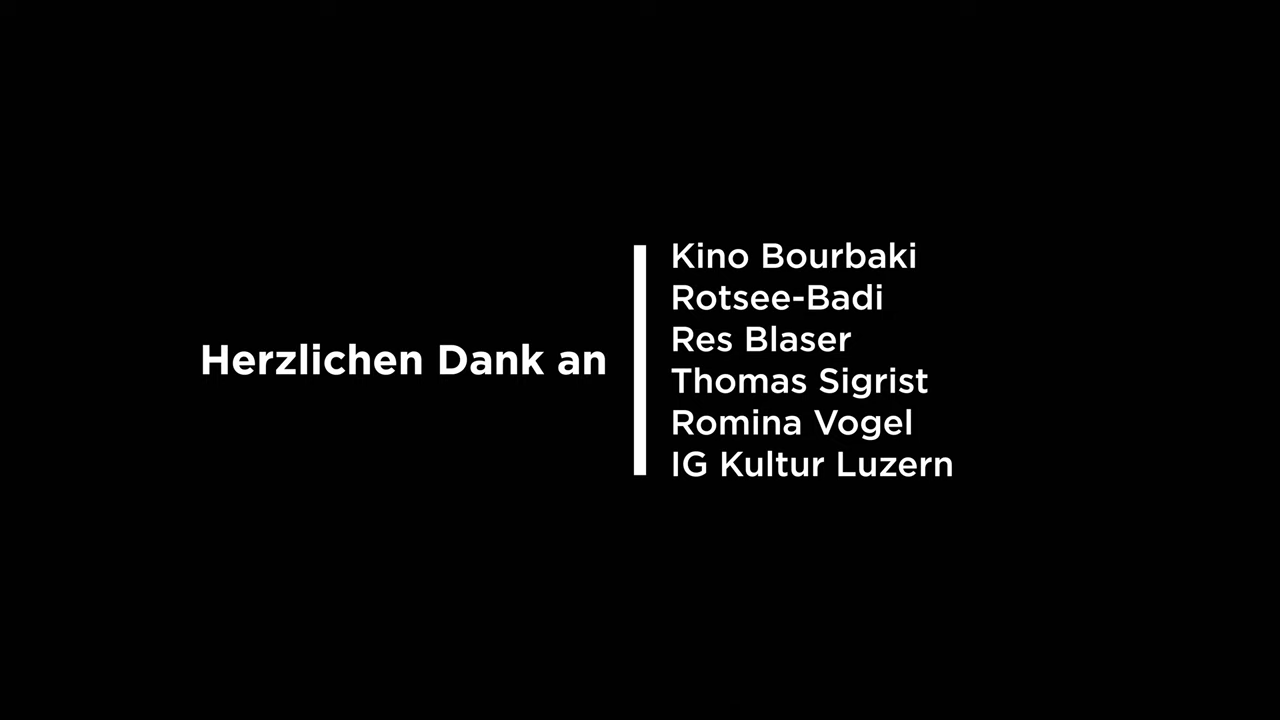 Herzlichen Dank an
Kino Bourbaki
Rotsee-Badi
Res Blaser
Thomas Sigrist
Romina Vogel
IG Kultur Luzern